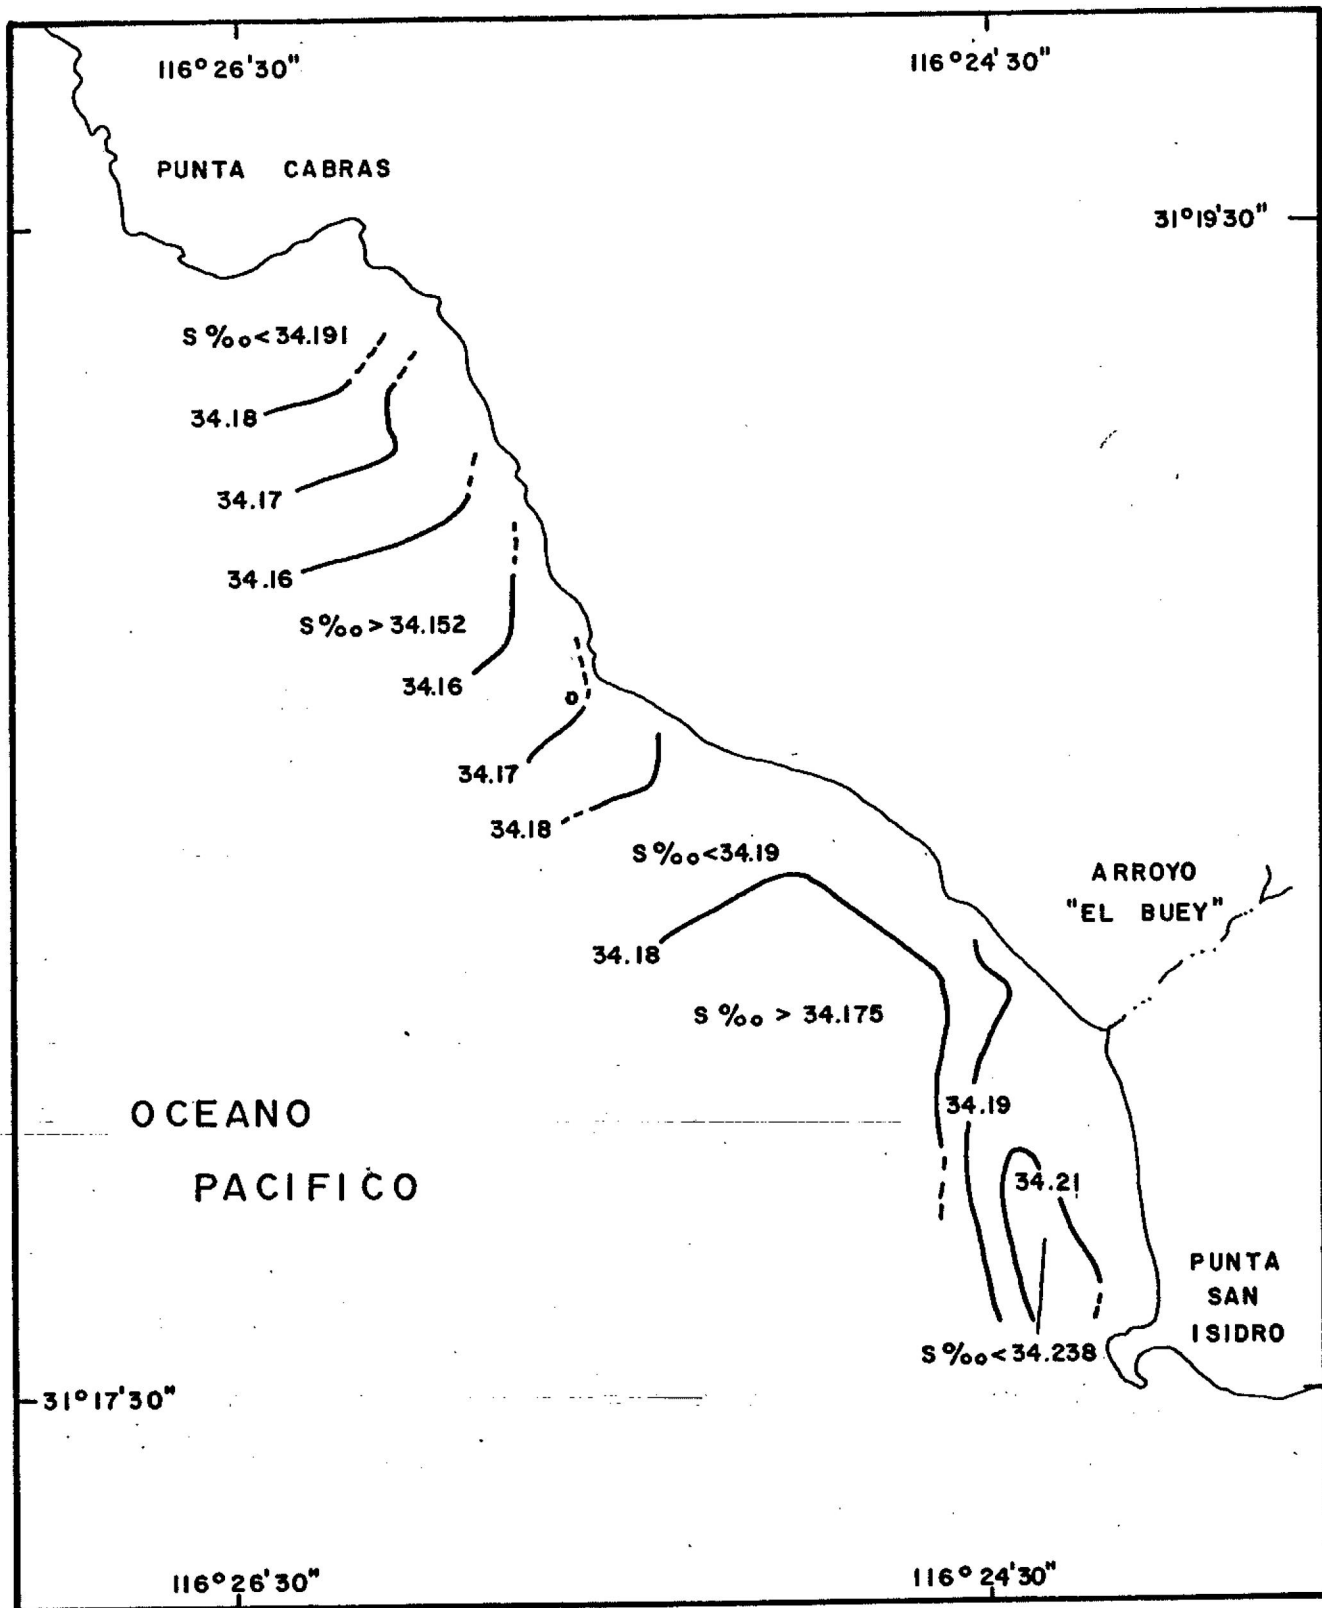 116° 26' 30"
116° 24' 30"
PUNTA CABRAS
31° 19' 30"
S ‰ < 34.191
34.18
34.17
34.16
S ‰ > 34.152
34.16
34.17
34.18
S ‰ < 34.19
ARROYO
"EL BUEY"
34.18
S ‰ > 34.175
34.19
OCEANO
PACIFICO
34.21
PUNTA
SAN
ISIDRO
S ‰ < 34.238
31° 17' 30"
116° 26' 30"
116° 24' 30"